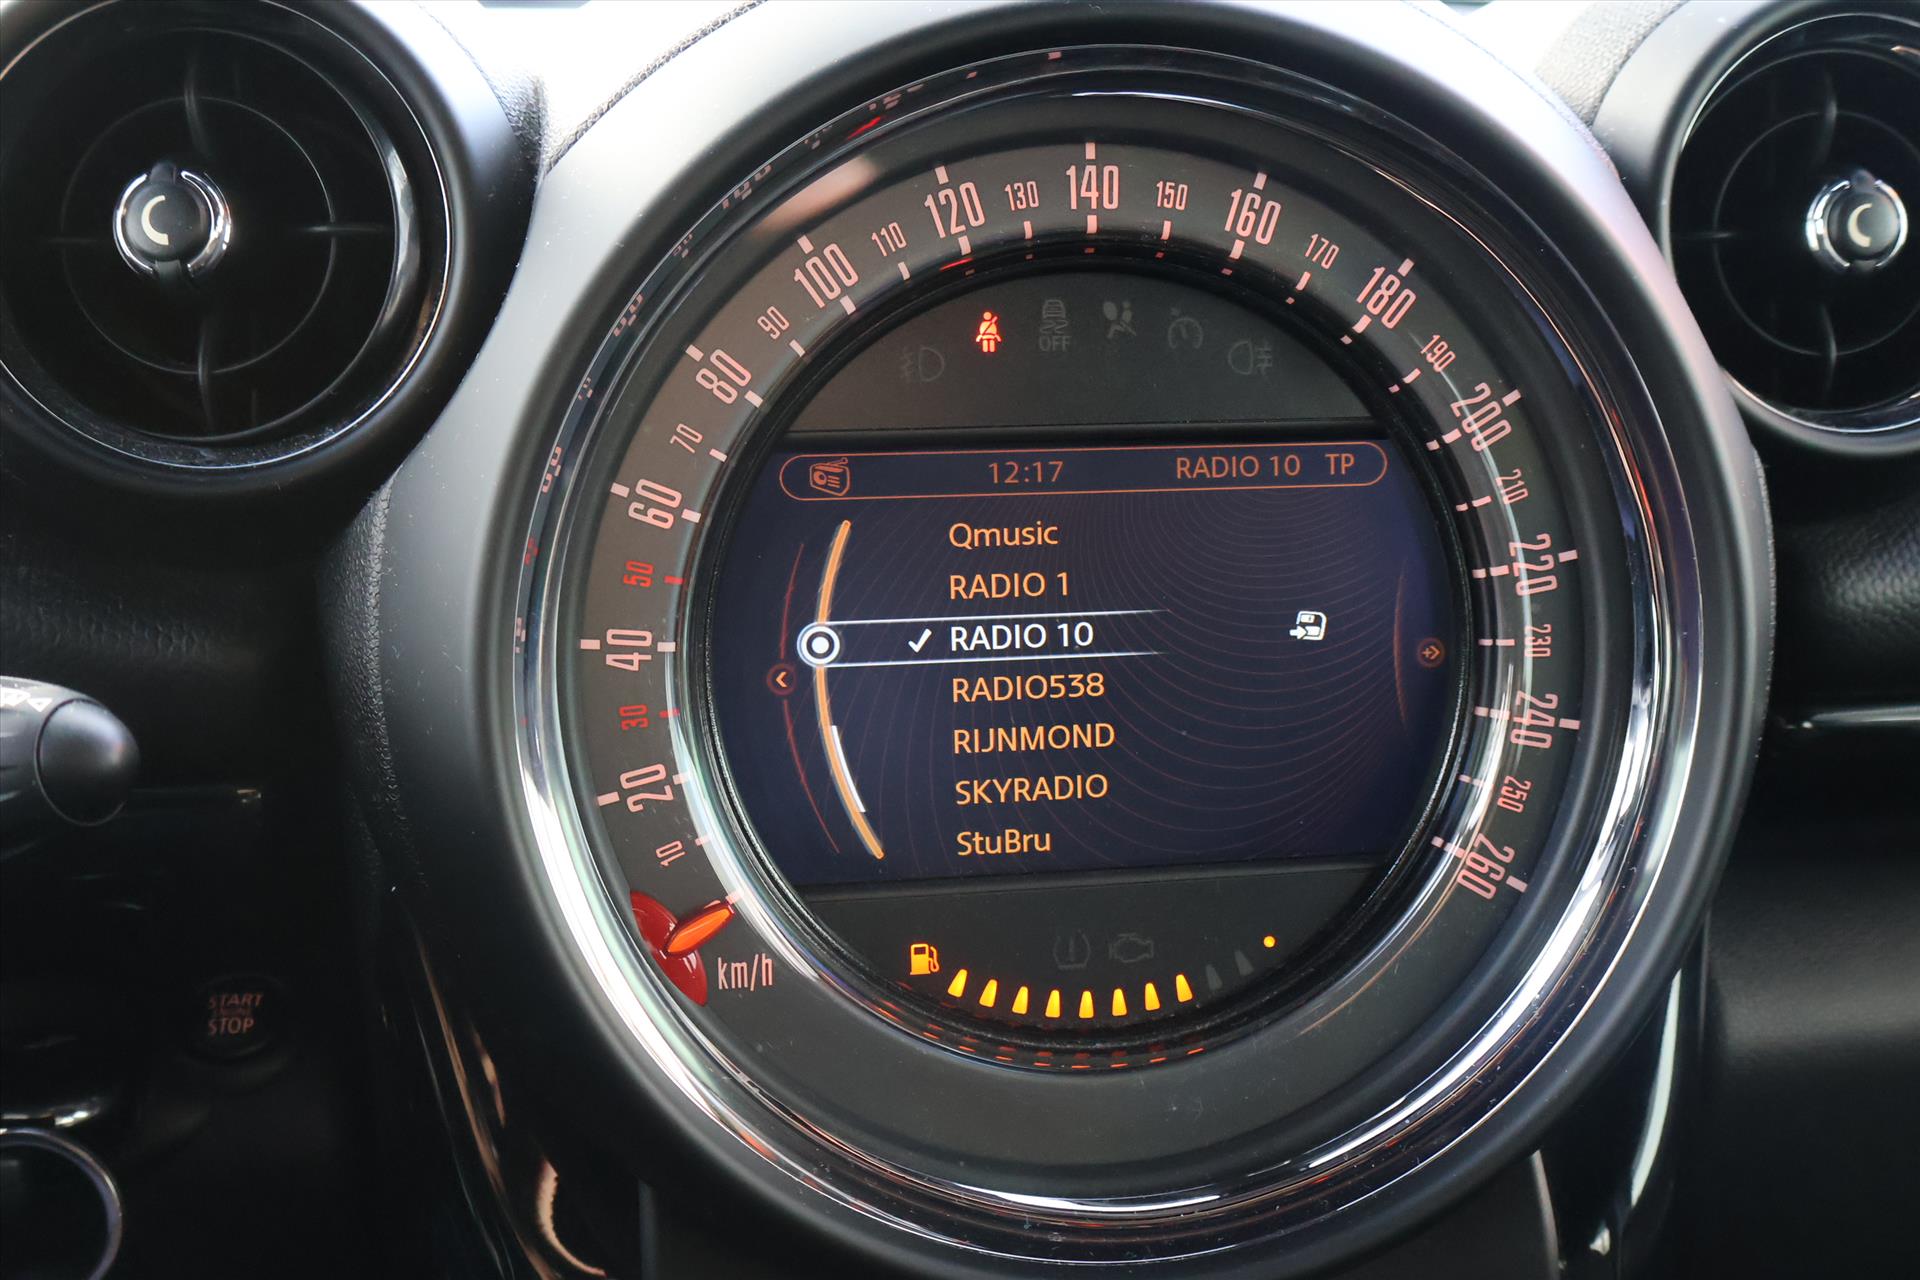 10
20
30
40
50
60
70
80
90
100
110
120
130
140
150
160
170
180
190
200
210
220
230
240
250
260
km/h
OFF
12:17 RADIO 10 TP
Qmusic
RADIO 1
RADIO 10
RADIO538
RIJNMOND
SKYRADIO
StuBru
START
ENGINE
STOP